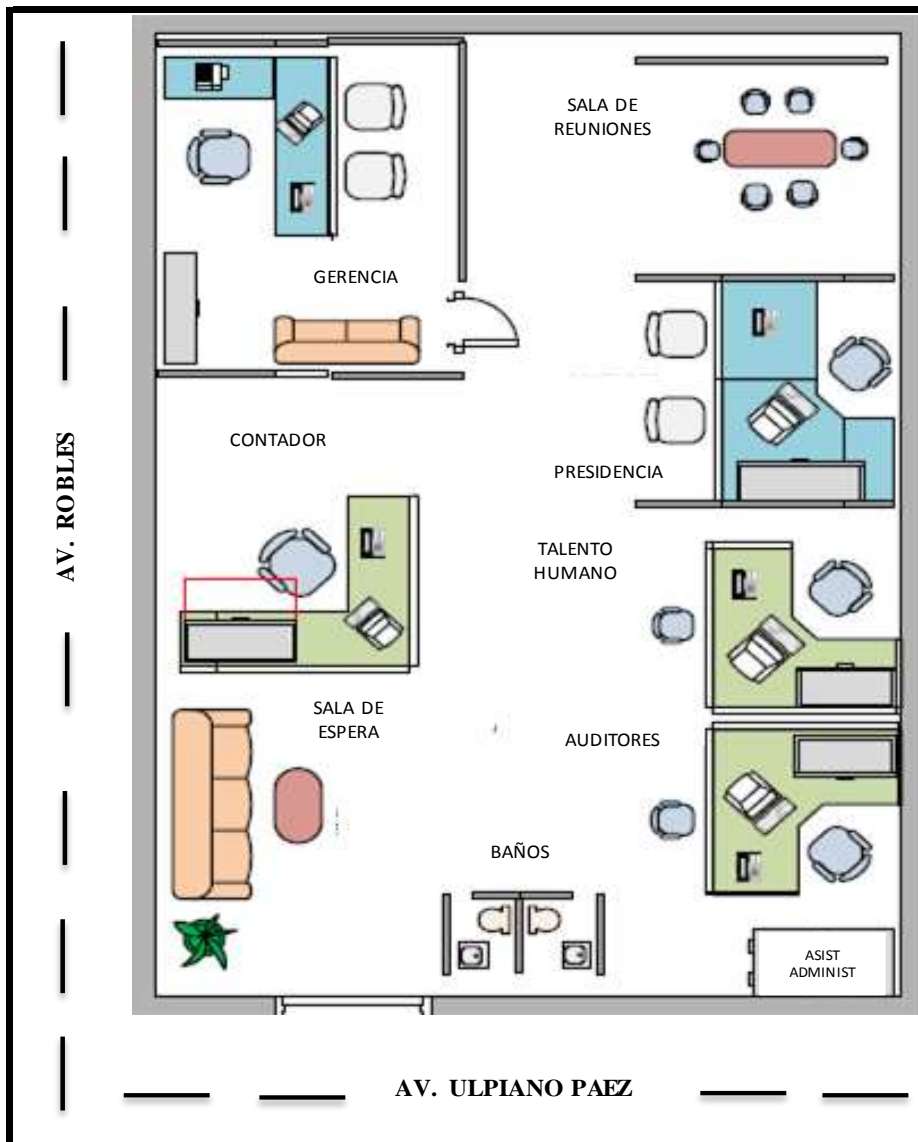 SALA DE
REUNIONES
GERENCIA
CONTADOR
PRESIDENCIA
TALENTO
HUMANO
SALA DE
ESPERA
AUDITORES
BAÑOS
ASIST
ADMINIST
AV. ROBLES
AV. ULPIANO PAEZ